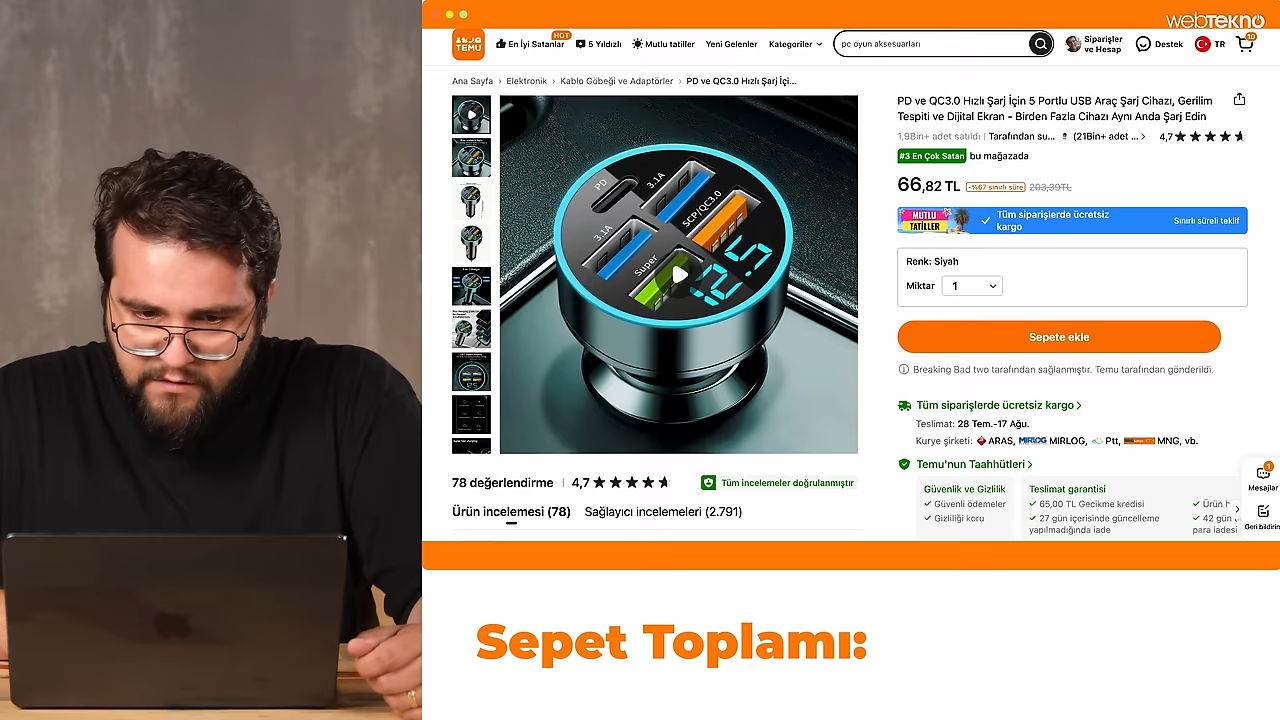 webtekno
TEMU
En İyi Satanlar
HOT
5 Yıldızlı
Mutlu tatiller
Yeni Gelenler
Kategoriler
pc oyun aksesuarları
Siparişler
ve Hesap
Destek
TR
10
Ana Sayfa › Elektronik › Kablo Göbeği ve Adaptörler › PD ve QC3.0 Hızlı Şarj İçi...
PD
3.1A
SCP/QC3.0
3.1A
Super
PD ve QC3.0 Hızlı Şarj İçin 5 Portlu USB Araç Şarj Cihazı, Gerilim
Tespiti ve Dijital Ekran - Birden Fazla Cihazı Aynı Anda Şarj Edin
1,9Bin+ adet satıldı | Tarafından su... (21Bin+ adet ... > 4,7
#3 En Çok Satan bu mağazada
66,82 TL -%67 sınırlı süre 203,39TL
MUTLU
TATİLLER
Tüm siparişlerde ücretsiz
kargo
Sınırlı süreli teklif
Renk: Siyah
Miktar 1
Sepete ekle
Breaking Bad two tarafından sağlanmıştır. Temu tarafından gönderildi.
Tüm siparişlerde ücretsiz kargo >
Teslimat: 28 Tem.-17 Ağu.
Kurye şirketi: ARAS, MIRLOG MIRLOG, Ptt, MNG, vb.
Temu'nun Taahhütleri >
Güvenlik ve Gizlilik
✓ Güvenli ödemeler
✓ Gizliliği koru
Teslimat garantisi
✓ 65,00 TL Gecikme kredisi
✓ 27 gün içerisinde güncelleme
yapılmadığında iade
✓ Ürün h
✓ 42 gün
para iadesi
1
Mesajlar
Geri bildirim
78 değerlendirme | 4,7
Tüm incelemeler doğrulanmıştır
Ürün incelemesi (78)
Sağlayıcı incelemeleri (2.791)
Sepet Toplamı: